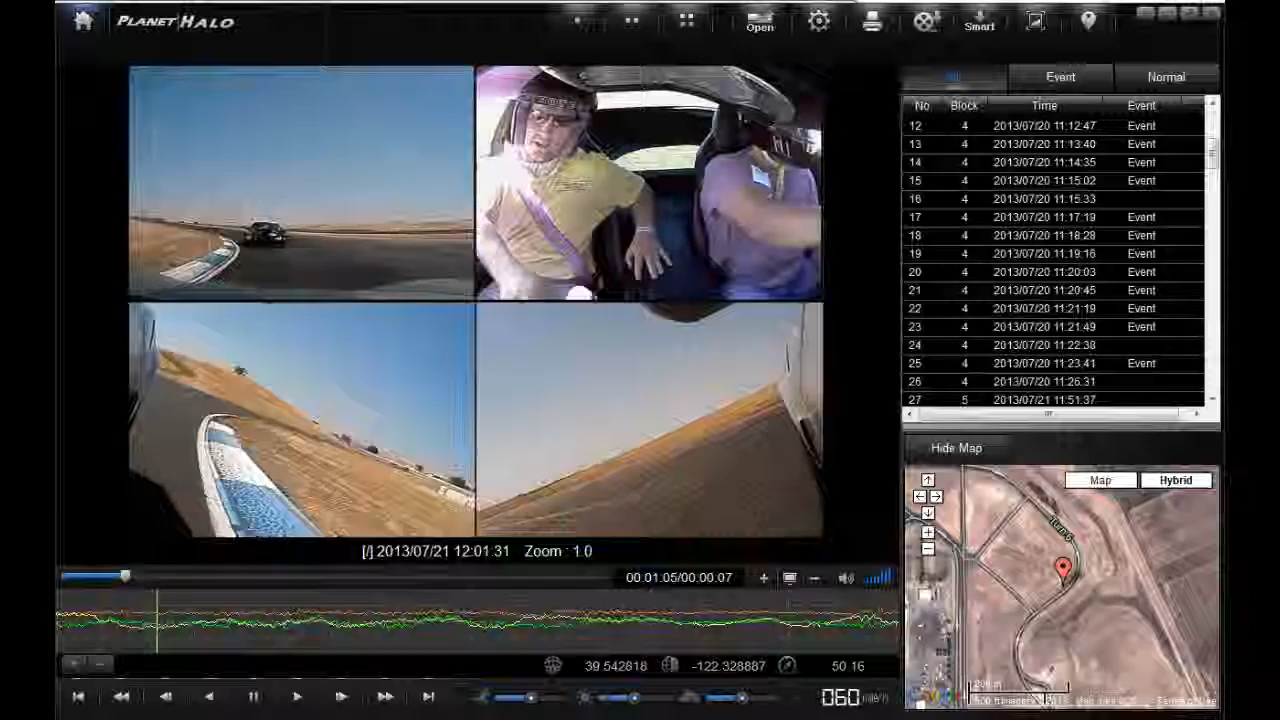 PLANET HALO
Open
Smart
All Event Normal
No Block Time Event
12 4 2013/07/20 11:12:47 Event
13 4 2013/07/20 11:13:40 Event
14 4 2013/07/20 11:14:35 Event
15 4 2013/07/20 11:15:02 Event
16 4 2013/07/20 11:15:33
17 4 2013/07/20 11:17:19 Event
18 4 2013/07/20 11:18:28 Event
19 4 2013/07/20 11:19:16 Event
20 4 2013/07/20 11:20:03 Event
21 4 2013/07/20 11:20:45 Event
22 4 2013/07/20 11:21:19 Event
23 4 2013/07/20 11:21:49 Event
24 4 2013/07/20 11:22:38
25 4 2013/07/20 11:23:41 Event
26 4 2013/07/20 11:26:31
27 5 2013/07/21 11:51:37
Hide Map
Map Hybrid
Turn 6
[/] 2013/07/21 12:01:31 Zoom : 1.0
00:01:05/00:00:07
39.542818 -122.328887 50 16
060 mile/h
200 m